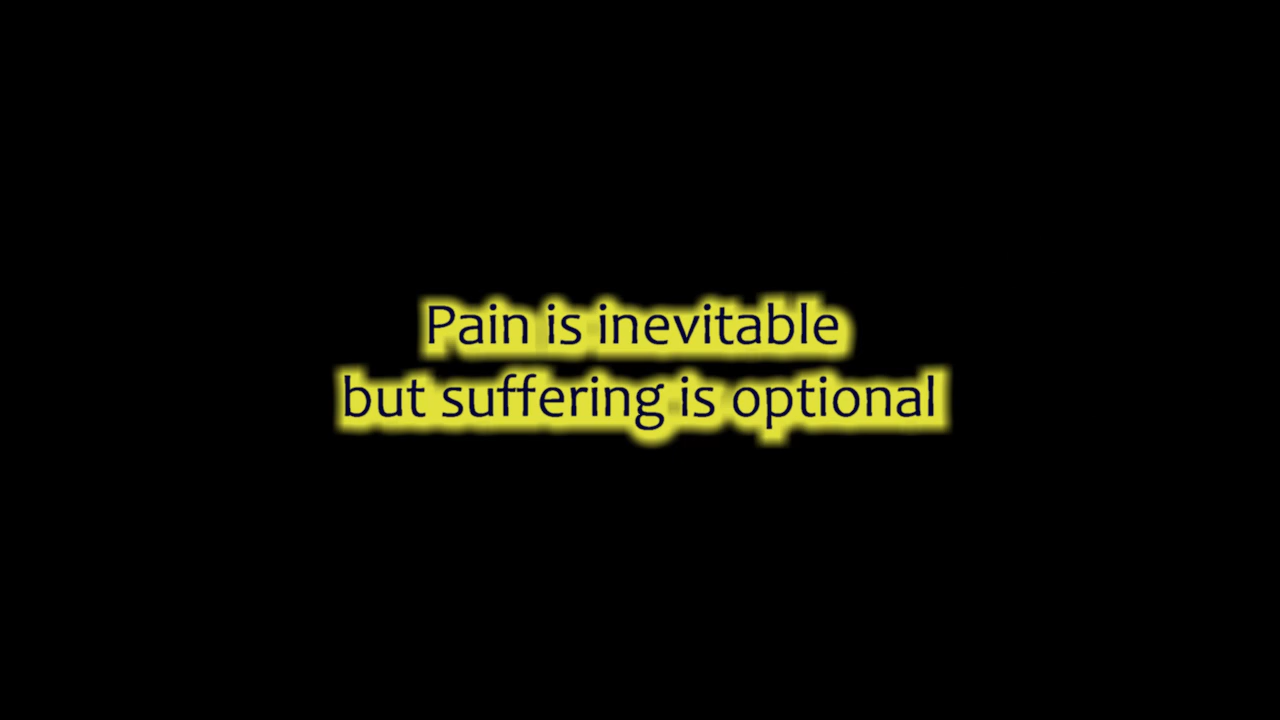 Pain is inevitable
but suffering is optional